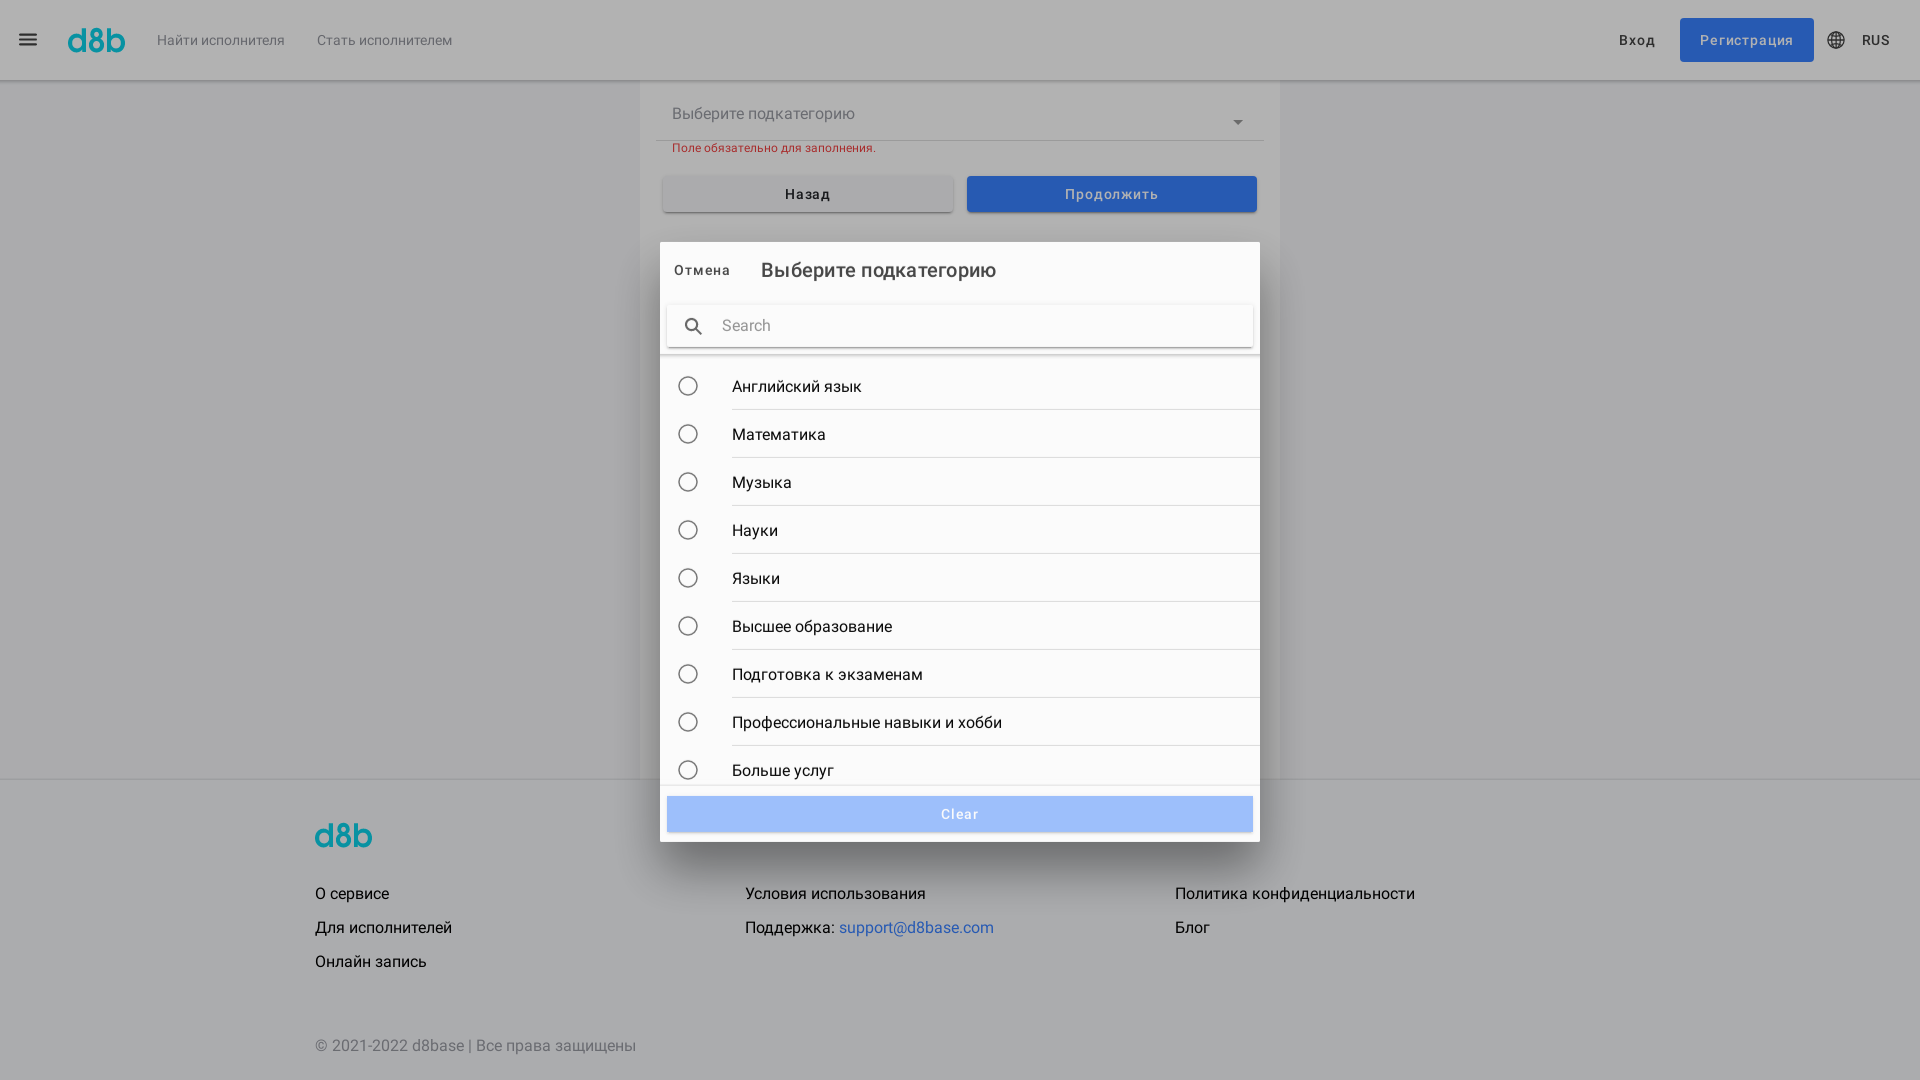 d8b
Найти исполнителя
Стать исполнителем
Вход
Регистрация
RUS
Выберите подкатегорию
Поле обязательно для заполнения.
Назад
Продолжить
Отмена
Выберите подкатегорию
Search
Английский язык
Математика
Музыка
Науки
Языки
Высшее образование
Подготовка к экзаменам
Профессиональные навыки и хобби
Больше услуг
Clear
d8b
О сервисе
Условия использования
Политика конфиденциальности
Для исполнителей
Поддержка: support@d8base.com
Блог
Онлайн запись
© 2021-2022 d8base | Все права защищены